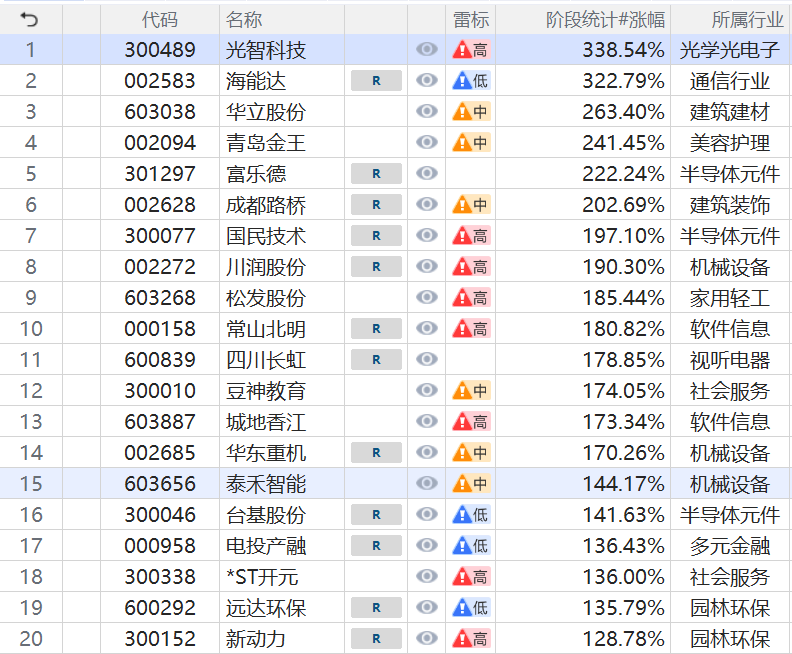 代码 名称 雷标 阶段统计#涨幅 所属行业
1 300489 光智科技 高 338.54% 光学光电子
2 002583 海能达 R 低 322.79% 通信行业
3 603038 华立股份 中 263.40% 建筑建材
4 002094 青岛金王 中 241.45% 美容护理
5 301297 富乐德 R 222.24% 半导体元件
6 002628 成都路桥 R 中 202.69% 建筑装饰
7 300077 国民技术 R 高 197.10% 半导体元件
8 002272 川润股份 R 高 190.30% 机械设备
9 603268 松发股份 高 185.44% 家用轻工
10 000158 常山北明 R 高 180.82% 软件信息
11 600839 四川长虹 R 178.85% 视听电器
12 300010 豆神教育 中 174.05% 社会服务
13 603887 城地香江 高 173.34% 软件信息
14 002685 华东重机 R 中 170.26% 机械设备
15 603656 泰禾智能 中 144.17% 机械设备
16 300046 台基股份 R 低 141.63% 半导体元件
17 000958 电投产融 R 低 136.43% 多元金融
18 300338 *ST开元 高 136.00% 社会服务
19 600292 远达环保 R 低 135.79% 园林环保
20 300152 新动力 R 高 128.78% 园林环保